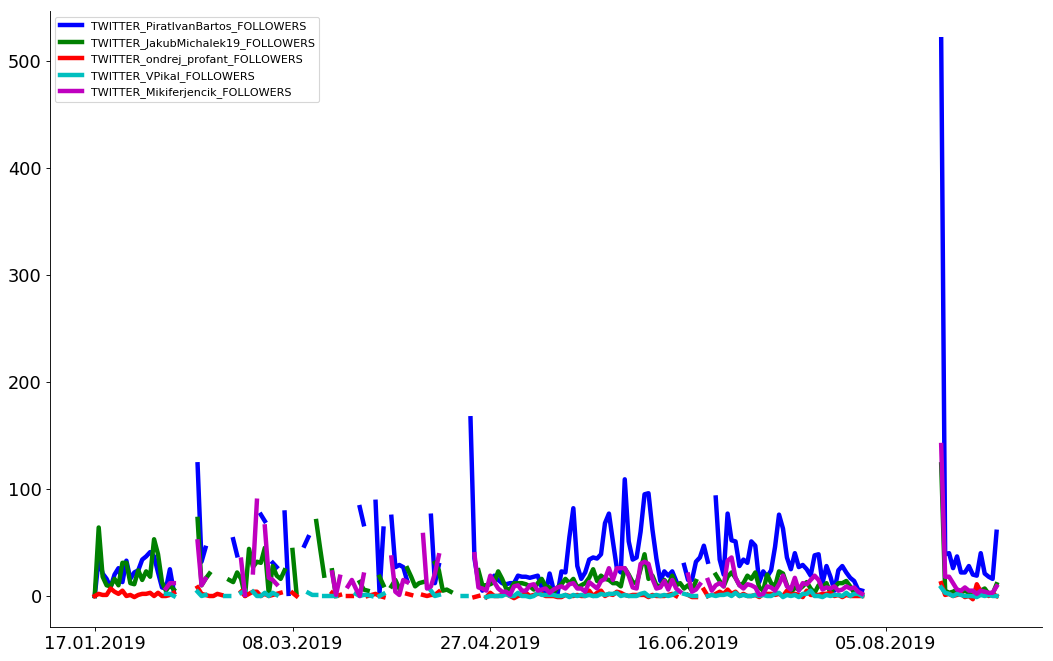 TWITTER_PiratIvanBartos_FOLLOWERS
TWITTER_JakubMichalek19_FOLLOWERS
TWITTER_ondrej_profant_FOLLOWERS
TWITTER_VPikal_FOLLOWERS
TWITTER_Mikiferjencik_FOLLOWERS
500
400
300
200
100
0
17.01.2019 08.03.2019 27.04.2019 16.06.2019 05.08.2019